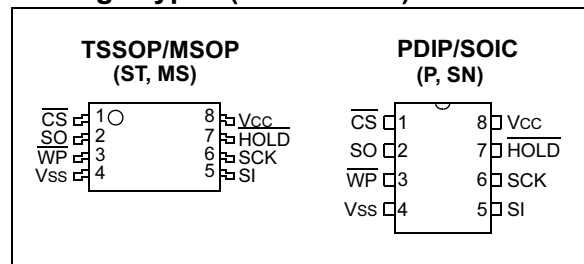 TSSOP/MSOP
(ST, MS)
CS 1 8 Vcc
SO 2 7 HOLD
WP 3 6 SCK
Vss 4 5 SI
PDIP/SOIC
(P, SN)
CS 1 8 Vcc
SO 2 7 HOLD
WP 3 6 SCK
Vss 4 5 SI